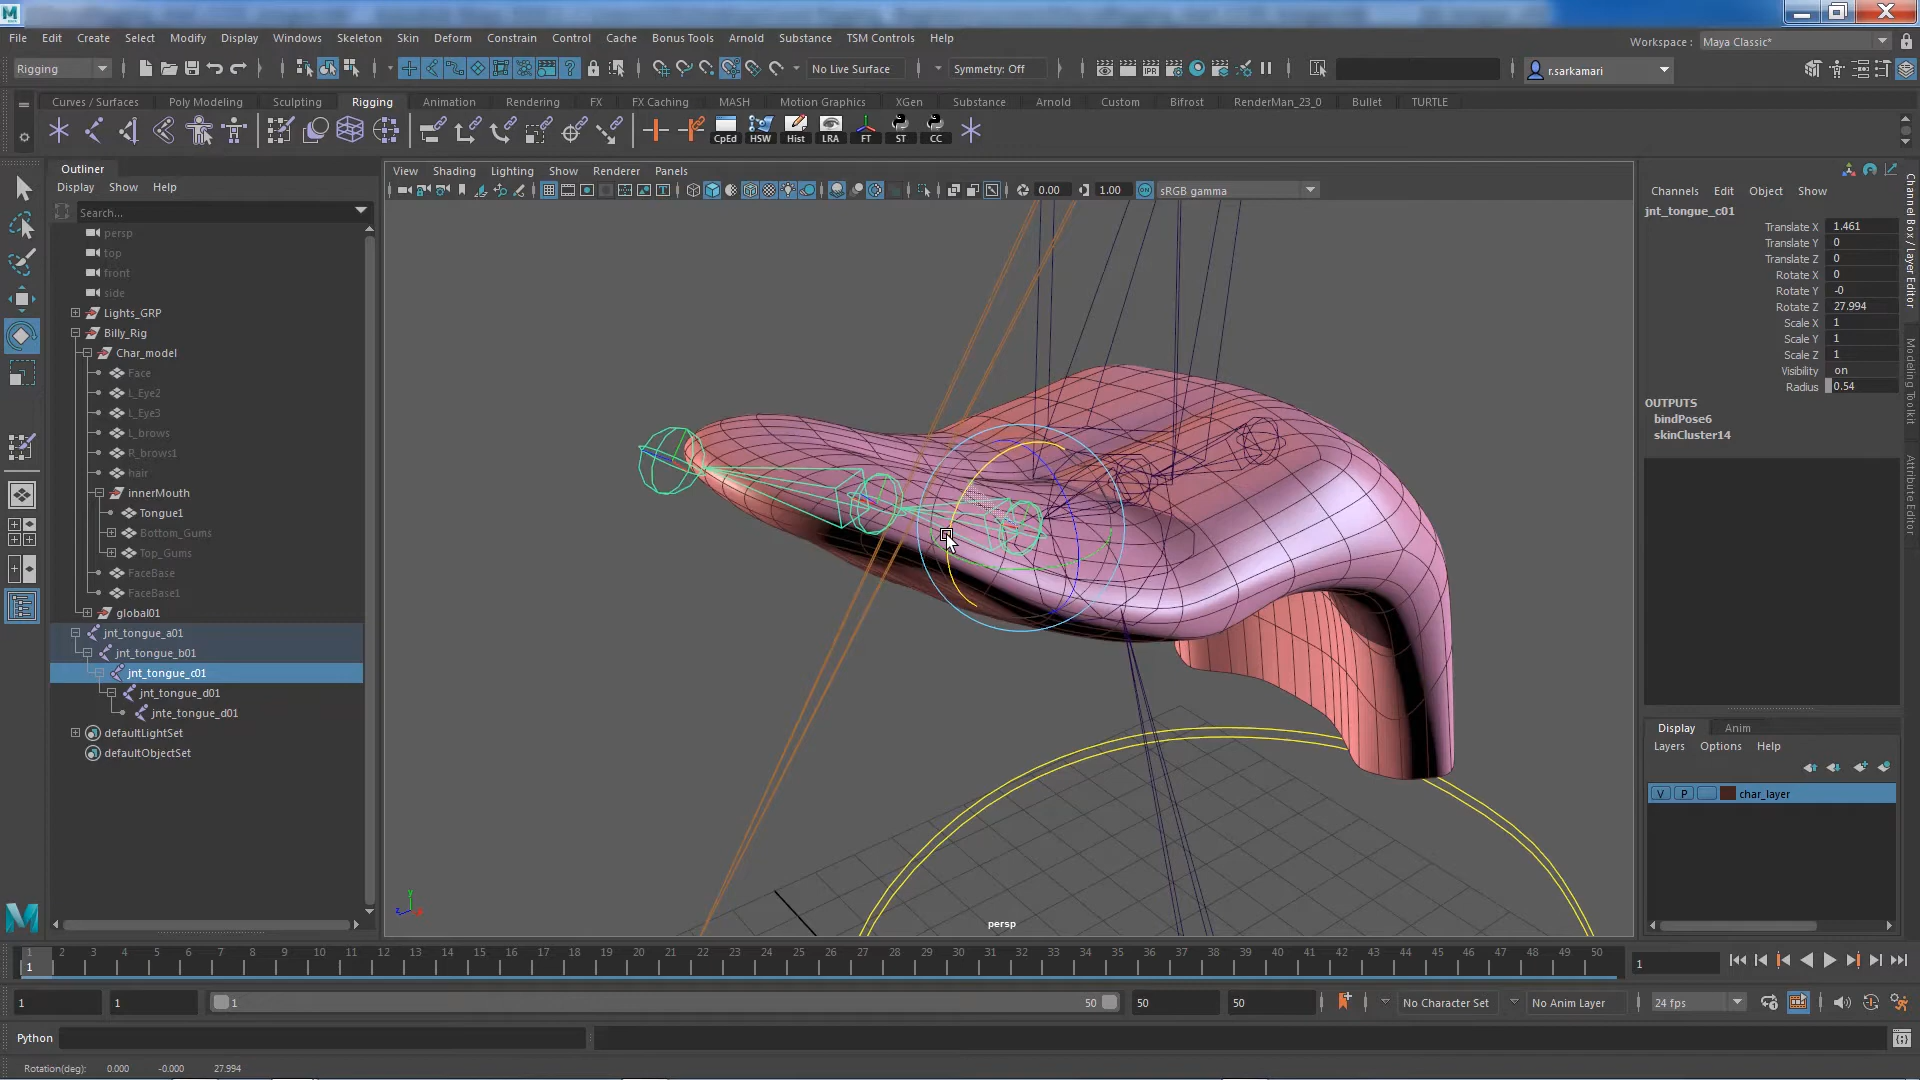 File Edit Create Select Modify Display Windows Skeleton Skin Deform Constrain Control Cache Bonus Tools Arnold Substance TSM Controls Help
Workspace : Maya Classic*
Rigging
No Live Surface
Symmetry: Off
r.sarkamari
Curves / Surfaces Poly Modeling Sculpting Rigging Animation Rendering FX FX Caching MASH Motion Graphics XGen Substance Arnold Custom Bifrost RenderMan_23_0 Bullet TURTLE
CpEd HSW Hist LRA FT ST CC
Outliner
Display Show Help
Search...
persp
top
front
side
Lights_GRP
Billy_Rig
Char_model
Face
L_Eye2
L_Eye3
L_brows
R_brows1
hair
innerMouth
Tongue1
Bottom_Gums
Top_Gums
FaceBase
FaceBase1
global01
jnt_tongue_a01
jnt_tongue_b01
jnt_tongue_c01
jnt_tongue_d01
jnte_tongue_d01
defaultLightSet
defaultObjectSet
View Shading Lighting Show Renderer Panels
IPR
0.00
1.00
sRGB gamma
persp
y
z
Channels Edit Object Show
jnt_tongue_c01
Translate X 1.461
Translate Y 0
Translate Z 0
Rotate X 0
Rotate Y -0
Rotate Z 27.994
Scale X 1
Scale Y 1
Scale Z 1
Visibility on
Radius 0.54
OUTPUTS
bindPose6
skinCluster14
Channel Box / Layer Editor
Modeling Toolkit
Attribute Editor
Display Anim
Layers Options Help
V P char_layer
1 2 3 4 5 6 7 8 9 10 11 12 13 14 15 16 17 18 19 20 21 22 23 24 25 26 27 28 29 30 31 32 33 34 35 36 37 38 39 40 41 42 43 44 45 46 47 48 49 50
1
1
1 1 1 50 50 50
No Character Set
No Anim Layer
24 fps
Python
Rotation(deg): 0.000 -0.000 27.994